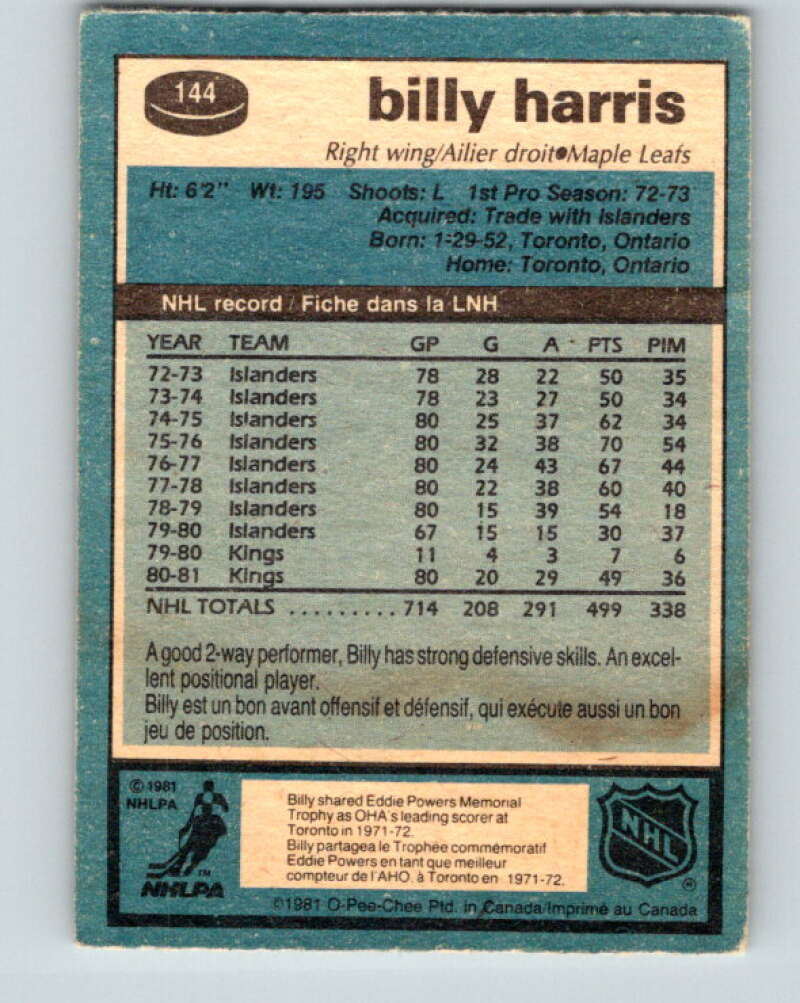 144
billy harris
Right wing/Ailier droit●Maple Leafs
Ht: 6'2" Wt: 195 Shoots: L 1st Pro Season: 72-73
Acquired: Trade with Islanders
Born: 1-29-52, Toronto, Ontario
Home: Toronto, Ontario
NHL record / Fiche dans la LNH
YEAR TEAM GP G A PTS PIM
72-73 Islanders 78 28 22 50 35
73-74 Islanders 78 23 27 50 34
74-75 Islanders 80 25 37 62 34
75-76 Islanders 80 32 38 70 54
76-77 Islanders 80 24 43 67 44
77-78 Islanders 80 22 38 60 40
78-79 Islanders 80 15 39 54 18
79-80 Islanders 67 15 15 30 37
79-80 Kings 11 4 3 7 6
80-81 Kings 80 20 29 49 36
NHL TOTALS .......... 714 208 291 499 338
A good 2-way performer, Billy has strong defensive skills. An excel-
lent positional player.
Billy est un bon avant offensif et défensif, qui exécute aussi un bon
jeu de position.
© 1981
NHLPA
TM
NHLPA
Billy shared Eddie Powers Memorial
Trophy as OHA's leading scorer at
Toronto in 1971-72.
Billy partagea le Trophée commémoratif
Eddie Powers en tant que meilleur
compteur de l'AHO. à Toronto en 1971-72.
NHL
®
©1981 O-Pee-Chee Ptd. in Canada/Imprimé au Canada